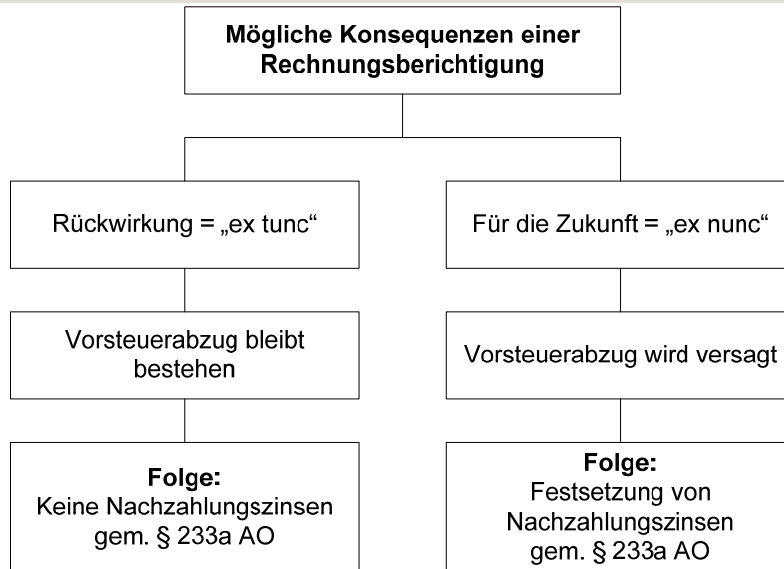 Mögliche Konsequenzen einer
Rechnungsberichtigung
Rückwirkung = „ex tunc“
Für die Zukunft = „ex nunc“
Vorsteuerabzug bleibt
bestehen
Vorsteuerabzug wird versagt
Folge:
Keine Nachzahlungszinsen
gem. § 233a AO
Folge:
Festsetzung von
Nachzahlungszinsen
gem. § 233a AO